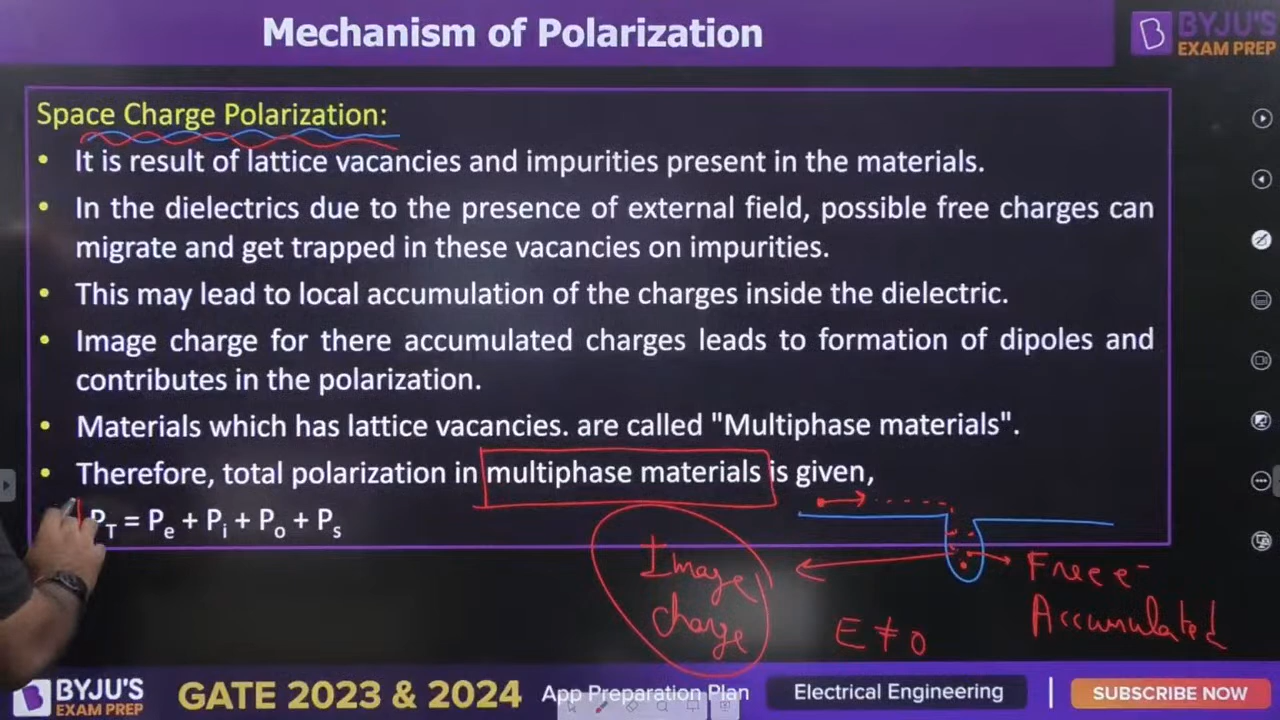 Mechanism of Polarization
BYJU'S
EXAM PREP
Space Charge Polarization:
• It is result of lattice vacancies and impurities present in the materials.
• In the dielectrics due to the presence of external field, possible free charges can
migrate and get trapped in these vacancies on impurities.
• This may lead to local accumulation of the charges inside the dielectric.
• Image charge for there accumulated charges leads to formation of dipoles and
contributes in the polarization.
• Materials which has lattice vacancies. are called "Multiphase materials".
• Therefore, total polarization in multiphase materials is given,
P_T = P_e + P_i + P_o + P_s
Image
charge
E ≠ 0
Free e-
Accumulated
BYJU'S
EXAM PREP
GATE 2023 & 2024
App Preparation Plan
Electrical Engineering
SUBSCRIBE NOW